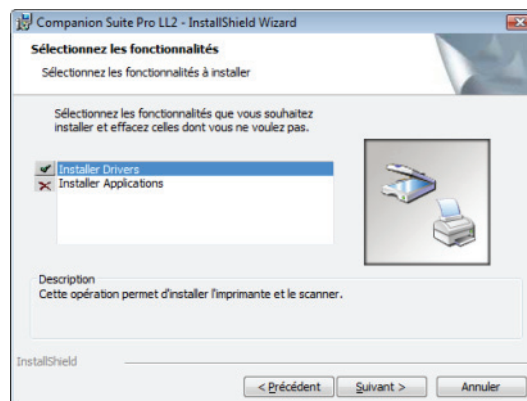 Companion Suite Pro LL2 - InstallShield Wizard
Sélectionnez les fonctionnalités
Sélectionnez les fonctionnalités à installer
Sélectionnez les fonctionnalités que vous souhaitez
installer et effacez celles dont vous ne voulez pas.
Installer Drivers
Installer Applications
Description
Cette opération permet d'installer l'imprimante et le scanner.
InstallShield
< Précédent
Suivant >
Annuler